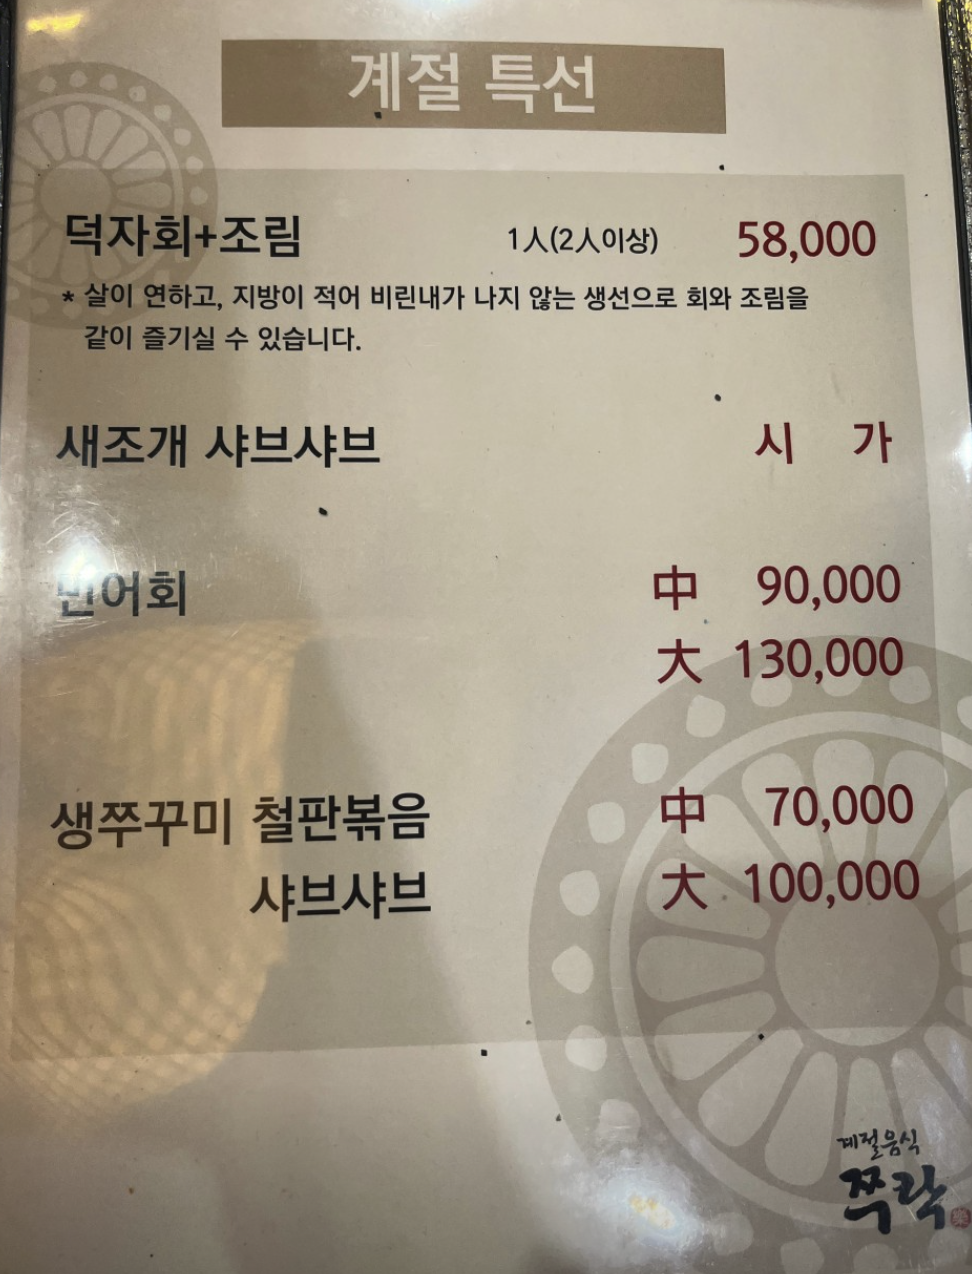 계절 특선
덕자회+조림 1人(2人이상) 58,000
* 살이 연하고, 지방이 적어 비린내가 나지 않는 생선으로 회와 조림을
같이 즐기실 수 있습니다.
새조개 샤브샤브 시 가
민어회 中 90,000
大 130,000
생쭈꾸미 철판볶음 中 70,000
샤브샤브 大 100,000
계절음식
쭈락